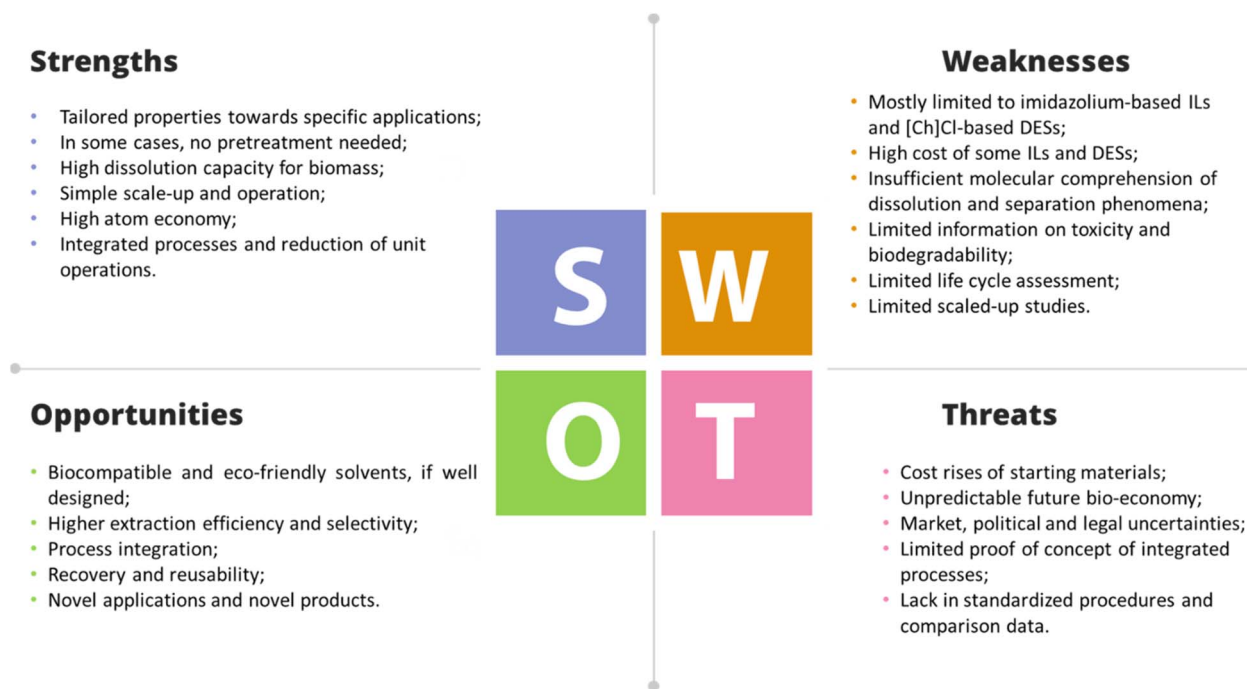 Strengths
Tailored properties towards specific applications;
In some cases, no pretreatment needed;
High dissolution capacity for biomass;
Simple scale-up and operation;
High atom economy;
Integrated processes and reduction of unit
operations.
Weaknesses
Mostly limited to imidazolium-based ILs
and [Ch]Cl-based DESs;
High cost of some ILs and DESs;
Insufficient molecular comprehension of
dissolution and separation phenomena;
Limited information on toxicity and
biodegradability;
Limited life cycle assessment;
Limited scaled-up studies.
S
W
O
T
Opportunities
Biocompatible and eco-friendly solvents, if well
designed;
Higher extraction efficiency and selectivity;
Process integration;
Recovery and reusability;
Novel applications and novel products.
Threats
Cost rises of starting materials;
Unpredictable future bio-economy;
Market, political and legal uncertainties;
Limited proof of concept of integrated
processes;
Lack in standardized procedures and
comparison data.